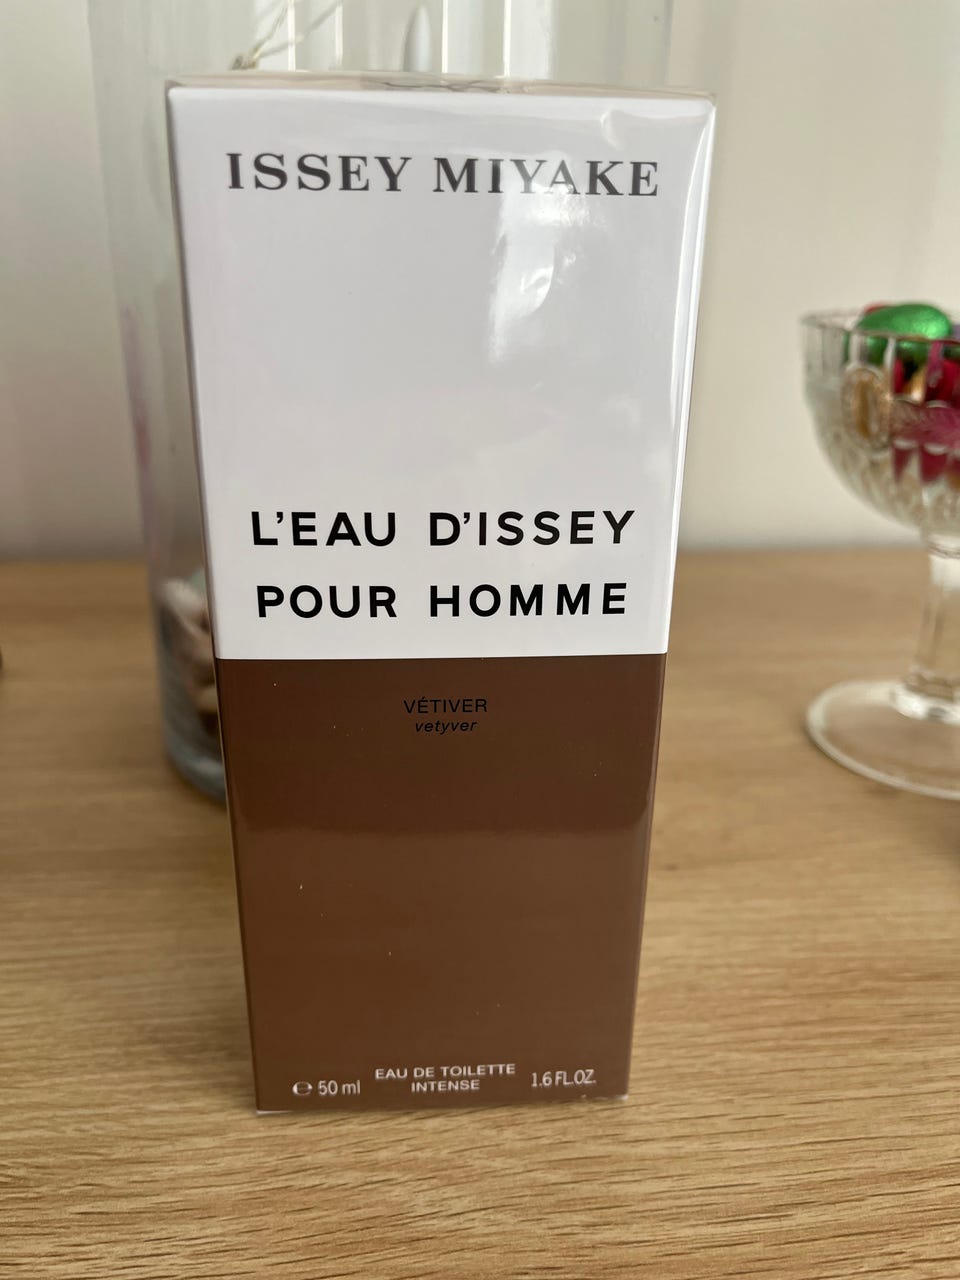 ISSEY MIYAKE
L'EAU D'ISSEY
POUR HOMME
VÉTIVER
vetyver
EAU DE TOILETTE
INTENSE
℮ 50 ml
1.6 FL.OZ.